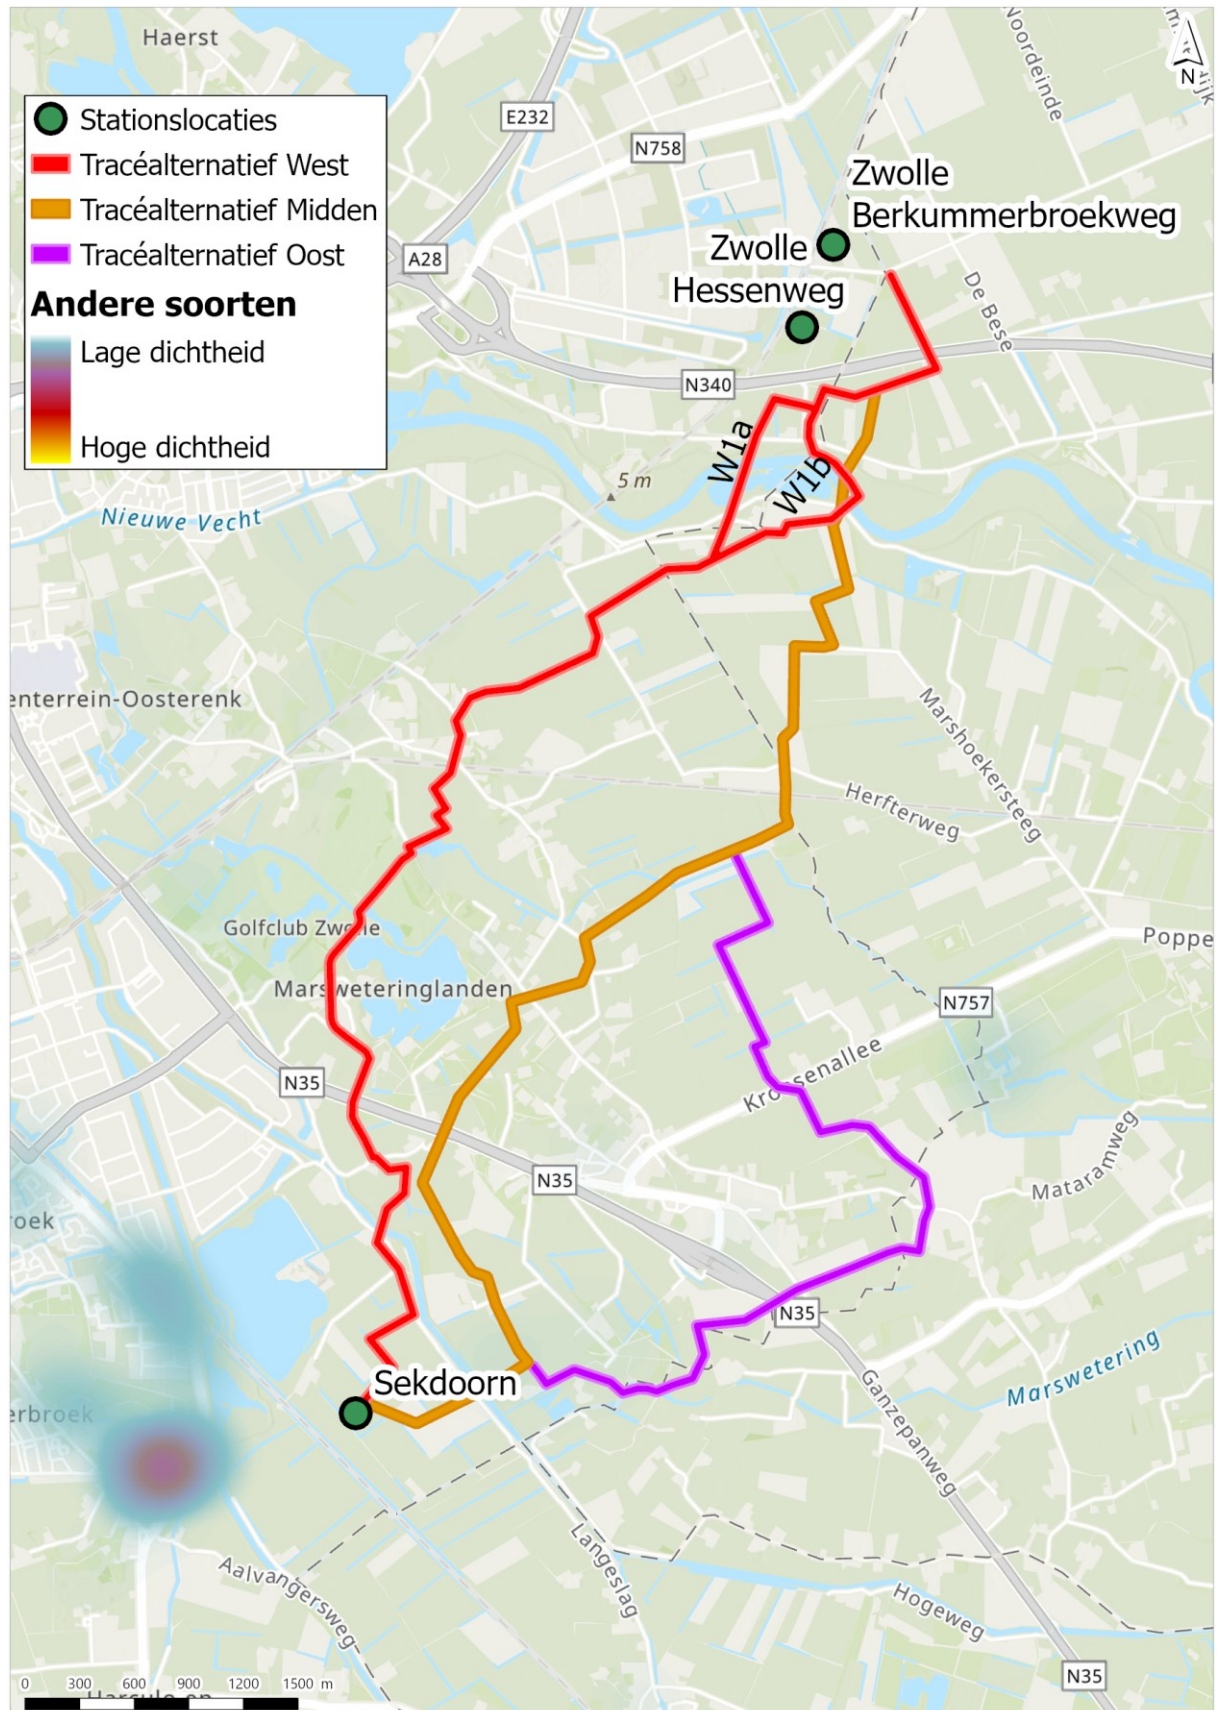 Haerst
Noordeinde
N
Stationslocaties
Tracéalternatief West
Tracéalternatief Midden
Tracéalternatief Oost
Andere soorten
Lage dichtheid
Hoge dichtheid
E232
N758
A28
Zwolle
Berkummerbroekweg
Zwolle
Hessenweg
De Bese
N340
W1a
W1b
5 m
Nieuwe Vecht
enterrein-Oosterenk
Marshoekersteeg
Herfterweg
Golfclub Zwolle
Poppe
Marsweteringlanden
N757
Kroesenallee
N35
Mataramweg
N35
roek
N35
Marswetering
Sekdoorn
erbroek
Ganzepanweg
Langeslag
Aalvangersweg
Hogeweg
N35
0 300 600 900 1200 1500 m